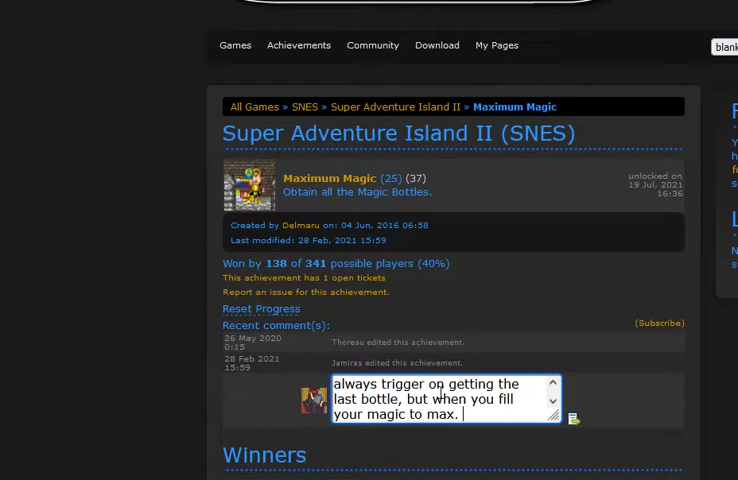 Games Achievements Community Download My Pages
blank
All Games » SNES » Super Adventure Island II » Maximum Magic
Super Adventure Island II (SNES)
Maximum Magic (25) (37)
Obtain all the Magic Bottles.
unlocked on
19 Jul, 2021
16:36
Created by Delmaru on: 04 Jun, 2016 06:58
Last modified: 28 Feb, 2021 15:59
Won by 138 of 341 possible players (40%)
This achievement has 1 open tickets
Report an issue for this achievement.
Reset Progress
Recent comment(s):
(Subscribe)
26 May 2020
0:15
Thoreau edited this achievement.
28 Feb 2021
15:59
Jamiras edited this achievement.
always trigger on getting the
last bottle, but when you fill
your magic to max.
Winners